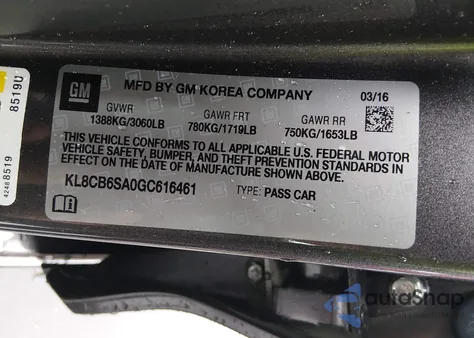 GM
MFD BY GM KOREA COMPANY
03/16
GVWR GAWR FRT GAWR RR
1388KG/3060LB 780KG/1719LB 750KG/1653LB
THIS VEHICLE CONFORMS TO ALL APPLICABLE U.S. FEDERAL MOTOR
VEHICLE SAFETY, BUMPER, AND THEFT PREVENTION STANDARDS IN
EFFECT ON THE DATE OF MANUFACTURE SHOWN ABOVE.
KL8CB6SA0GC616461 TYPE: PASS CAR
8519U
42488519
autoSnap